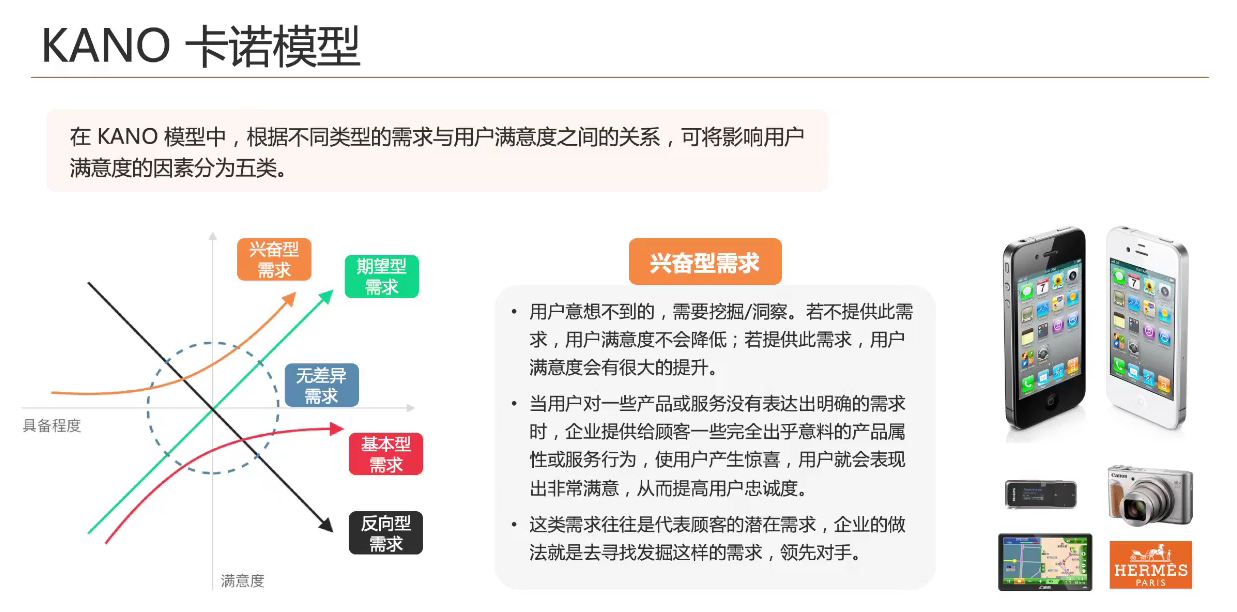 KANO 卡诺模型
在 KANO 模型中，根据不同类型的需求与用户满意度之间的关系，可将影响用户
满意度的因素分为五类。
兴奋型
需求
期望型
需求
无差异
需求
具备程度
基本型
需求
反向型
需求
满意度
兴奋型需求
• 用户意想不到的，需要挖掘/洞察。若不提供此需
求，用户满意度不会降低；若提供此需求，用户
满意度会有很大的提升。
• 当用户对一些产品或服务没有表达出明确的需求
时，企业提供给顾客一些完全出乎意料的产品属
性或服务行为，使用户产生惊喜，用户就会表现
出非常满意，从而提高用户忠诚度。
• 这类需求往往是代表顾客的潜在需求，企业的做
法就是去寻找发掘这样的需求，领先对手。
Canon
HERMÈS
PARIS